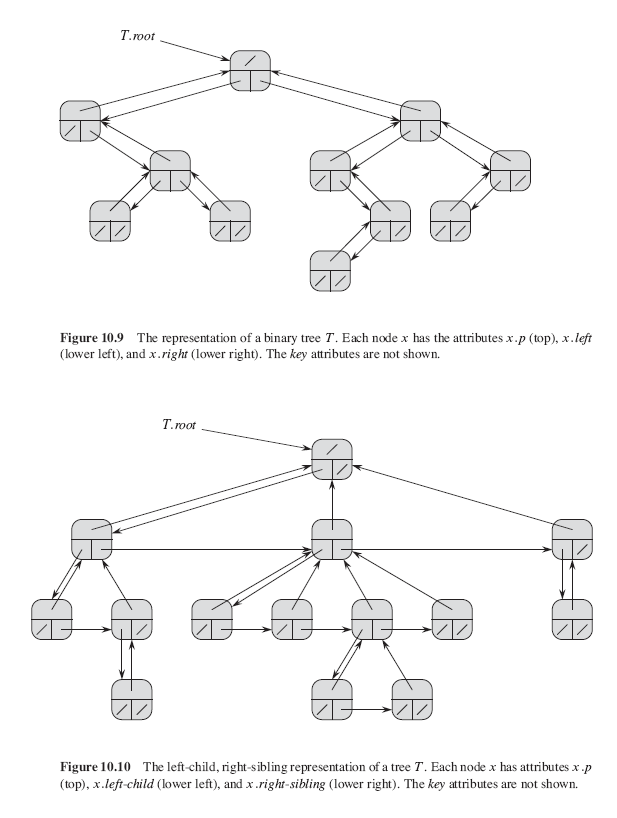 T.root
Figure 10.9 The representation of a binary tree T. Each node x has the attributes x.p (top), x.left
(lower left), and x.right (lower right). The key attributes are not shown.
T.root
Figure 10.10 The left-child, right-sibling representation of a tree T. Each node x has attributes x.p
(top), x.left-child (lower left), and x.right-sibling (lower right). The key attributes are not shown.